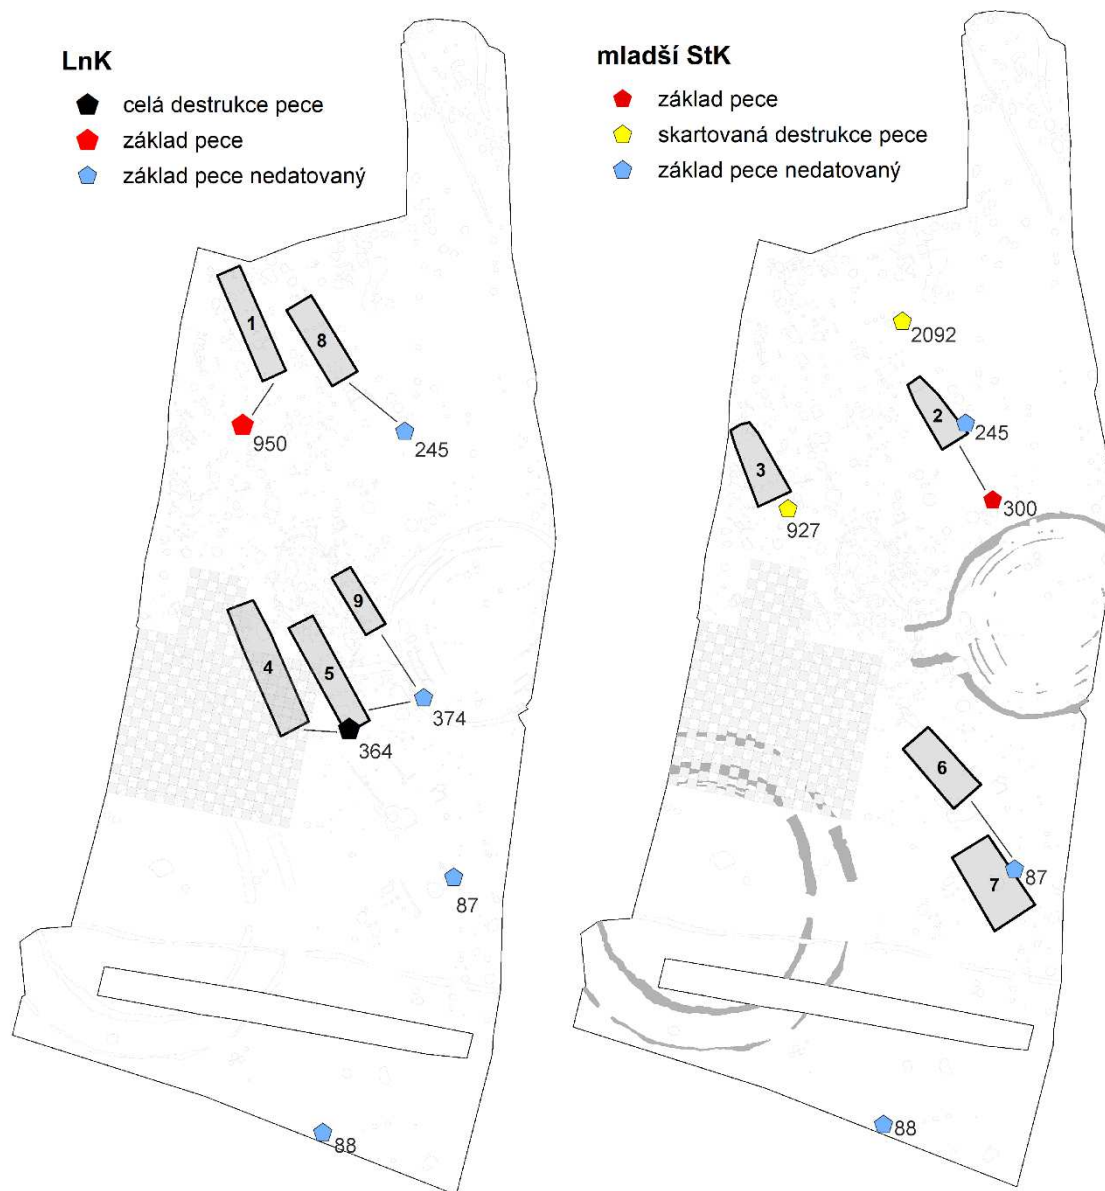 LnK
celá destrukce pece
základ pece
základ pece nedatovaný
1
8
950
245
9
4
5
374
364
87
88
mladší StK
základ pece
skartovaná destrukce pece
základ pece nedatovaný
2092
2
245
3
300
927
6
7
87
88